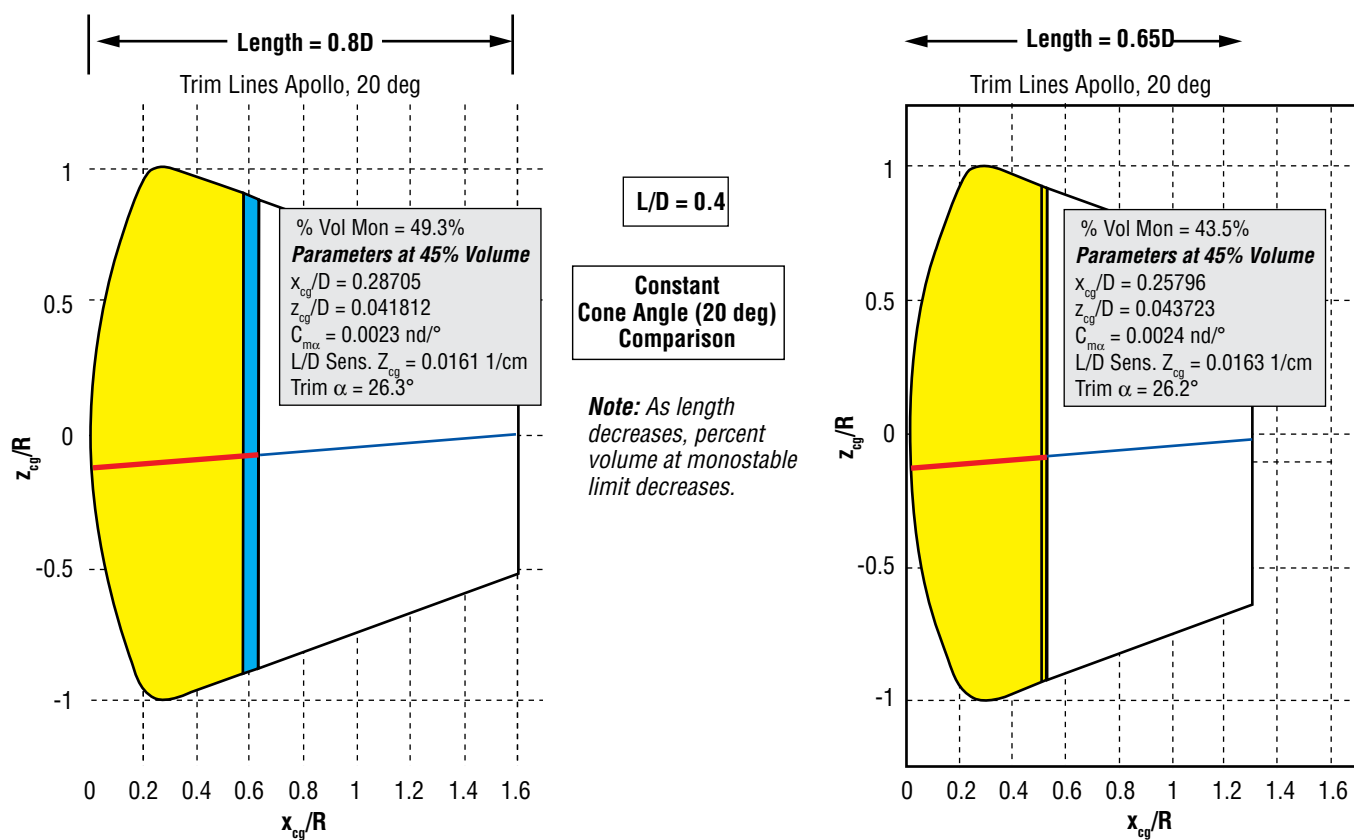 Length = 0.8D
Trim Lines Apollo, 20 deg
z_cg/R
1
0.5
0
-0.5
-1
% Vol Mon = 49.3%
Parameters at 45% Volume
x_cg/D = 0.28705
z_cg/D = 0.041812
C_mα = 0.0023 nd/°
L/D Sens. Z_cg = 0.0161 1/cm
Trim α = 26.3°
0 0.2 0.4 0.6 0.8 1 1.2 1.4 1.6
x_cg/R
L/D = 0.4
Constant
Cone Angle (20 deg)
Comparison
Note: As length
decreases, percent
volume at monostable
limit decreases.
Length = 0.65D
Trim Lines Apollo, 20 deg
z_cg/R
1
0.5
0
-0.5
-1
% Vol Mon = 43.5%
Parameters at 45% Volume
x_cg/D = 0.25796
z_cg/D = 0.043723
C_mα = 0.0024 nd/°
L/D Sens. Z_cg = 0.0163 1/cm
Trim α = 26.2°
0 0.2 0.4 0.6 0.8 1 1.2 1.4 1.6
x_cg/R